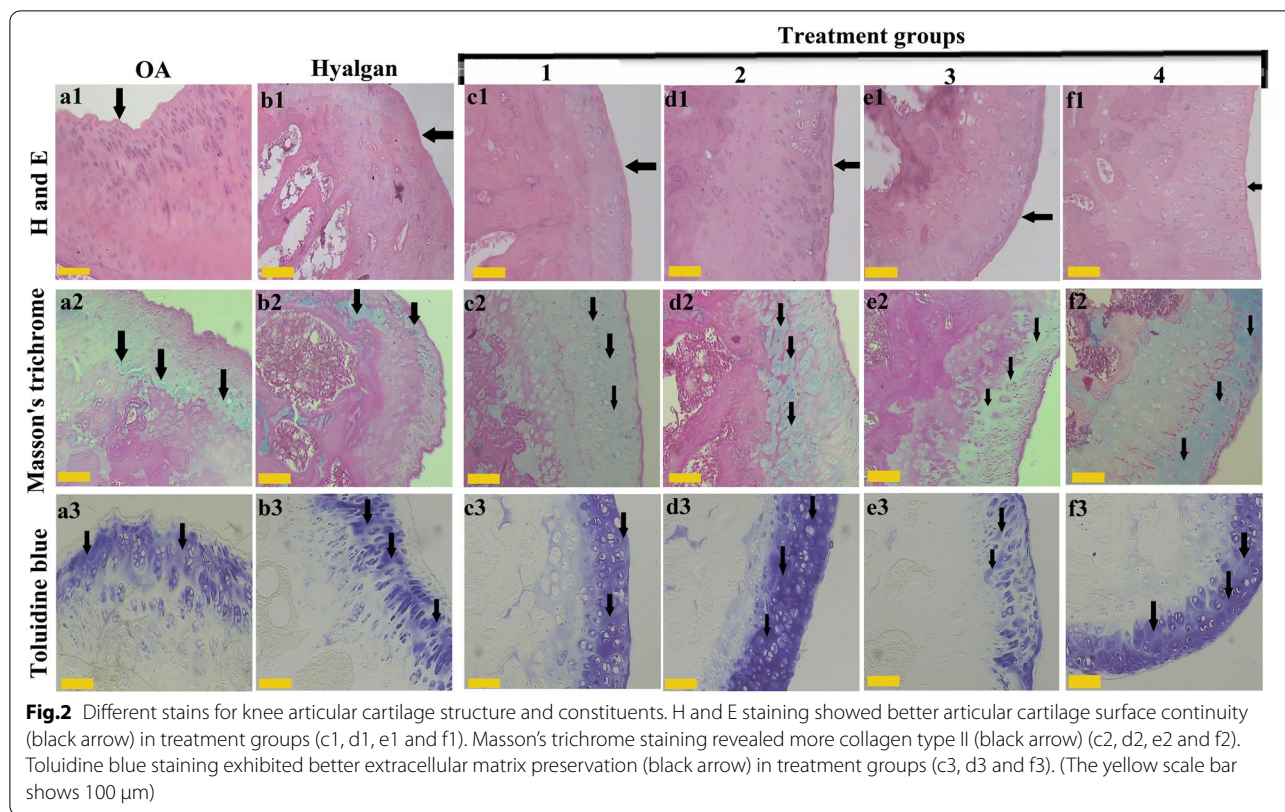 Treatment groups
OA Hyalgan 1 2 3 4
H and E
a1 b1 c1 d1 e1 f1
Masson's trichrome
a2 b2 c2 d2 e2 f2
Toluidine blue
a3 b3 c3 d3 e3 f3
Fig.2 Different stains for knee articular cartilage structure and constituents. H and E staining showed better articular cartilage surface continuity
(black arrow) in treatment groups (c1, d1, e1 and f1). Masson’s trichrome staining revealed more collagen type II (black arrow) (c2, d2, e2 and f2).
Toluidine blue staining exhibited better extracellular matrix preservation (black arrow) in treatment groups (c3, d3 and f3). (The yellow scale bar
shows 100 μm)